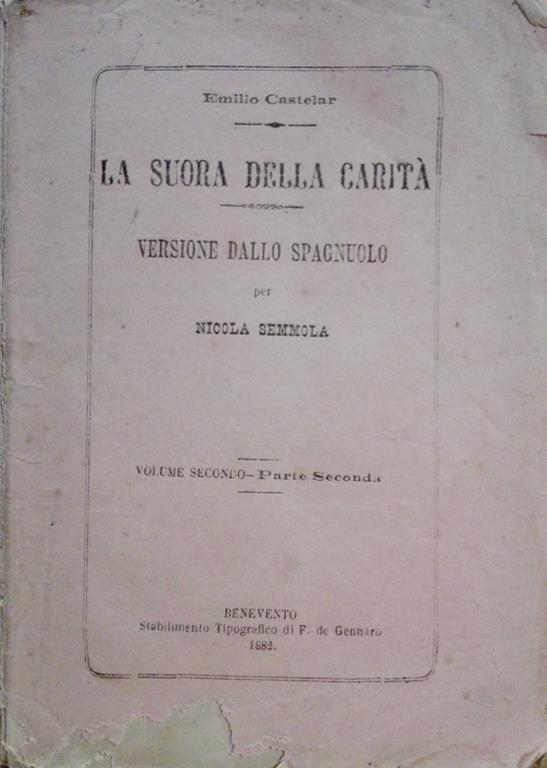 Emilio Castelar
LA SUORA DELLA CARITÀ
VERSIONE DALLO SPAGNUOLO
per
NICOLA SEMMOLA
VOLUME SECONDO—Parte Seconda
BENEVENTO
Stabilimento Tipografico di F. de Gennaro
1882.